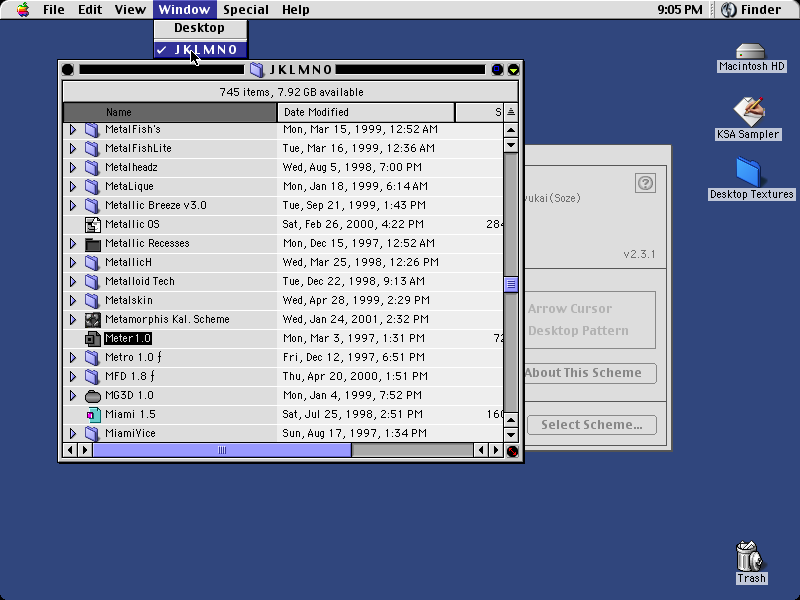 File Edit View Window Special Help 9:05 PM Finder
Desktop
✓ JKLMNO
JKLMNO
745 items, 7.92 GB available
Name Date Modified S
MetalFish's Mon, Mar 15, 1999, 12:52 AM
MetalFishLite Tue, Mar 16, 1999, 12:36 AM
Metalheadz Wed, Aug 5, 1998, 7:00 PM
MetaLique Mon, Jan 18, 1999, 6:14 AM
Metallic Breeze v3.0 Tue, Sep 21, 1999, 1:43 PM
Metallic OS Sat, Feb 26, 2000, 4:22 PM 284
Metallic Recesses Mon, Dec 15, 1997, 12:52 AM
MetallicH Wed, Mar 25, 1998, 12:26 PM
Metalloid Tech Tue, Dec 22, 1998, 9:13 AM
Metalskin Wed, Apr 28, 1999, 2:29 PM
Metamorphis Kal. Scheme Wed, Jan 24, 2001, 2:32 PM
Meter1.0 Mon, Mar 3, 1997, 1:31 PM 72
Metro 1.0 ƒ Fri, Dec 12, 1997, 6:51 PM
MFD 1.8 ƒ Thu, Apr 20, 2000, 1:51 PM
MG3D 1.0 Mon, Jan 4, 1999, 7:52 PM
Miami 1.5 Sat, Jul 25, 1998, 2:51 PM 160
MiamiVice Sun, Aug 17, 1997, 1:34 PM
yukai(Soze)
v2.3.1
Arrow Cursor
Desktop Pattern
About This Scheme
Select Scheme...
Macintosh HD
KSA Sampler
Desktop Textures
Trash